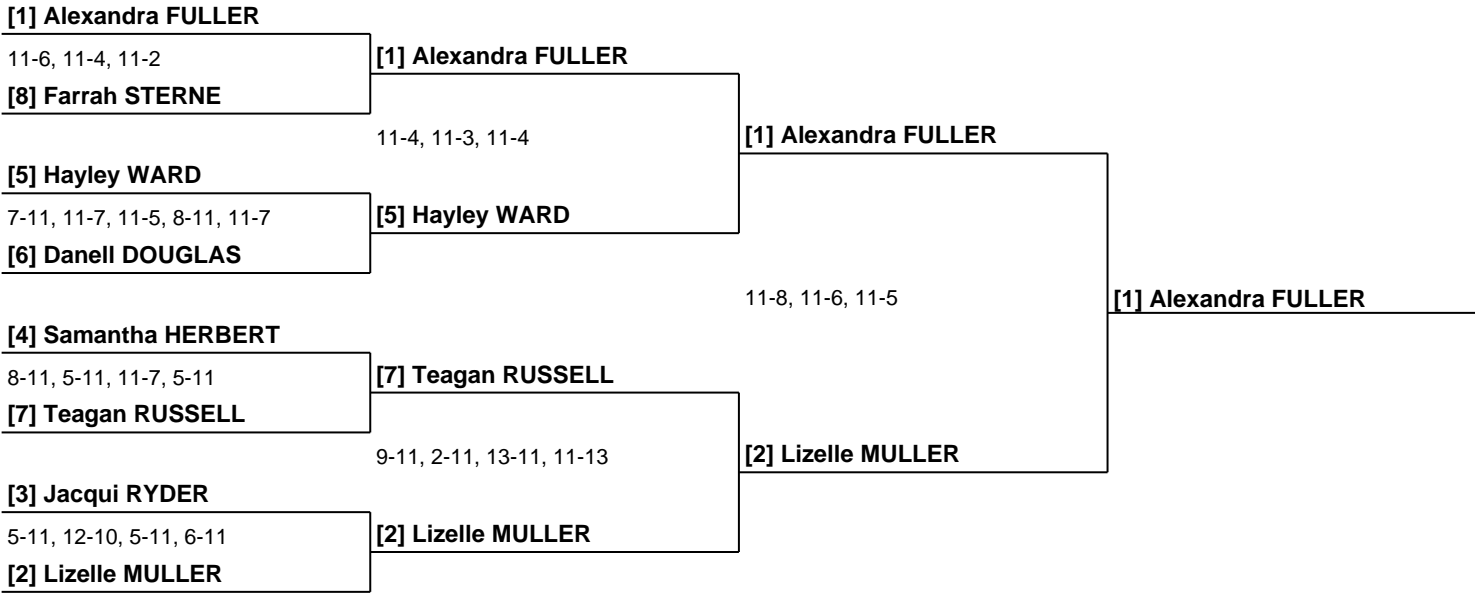 [1] Alexandra FULLER
11-6, 11-4, 11-2
[8] Farrah STERNE
[5] Hayley WARD
7-11, 11-7, 11-5, 8-11, 11-7
[6] Danell DOUGLAS
[4] Samantha HERBERT
8-11, 5-11, 11-7, 5-11
[7] Teagan RUSSELL
[3] Jacqui RYDER
5-11, 12-10, 5-11, 6-11
[2] Lizelle MULLER
[1] Alexandra FULLER
11-4, 11-3, 11-4
[5] Hayley WARD
[7] Teagan RUSSELL
9-11, 2-11, 13-11, 11-13
[2] Lizelle MULLER
[1] Alexandra FULLER
11-8, 11-6, 11-5
[2] Lizelle MULLER
[1] Alexandra FULLER